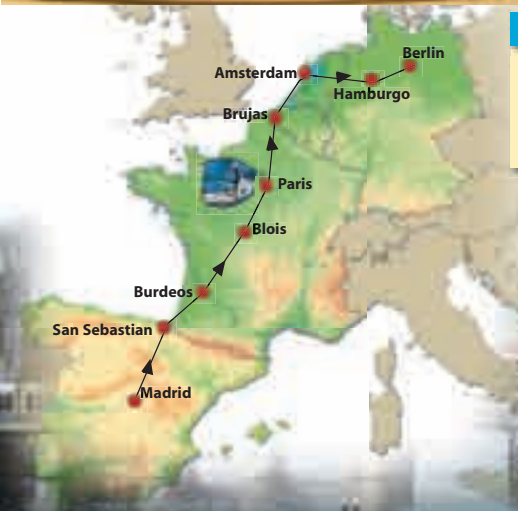 Berlin
Amsterdam
Hamburgo
Brujas
Paris
Blois
Burdeos
San Sebastian
Madrid